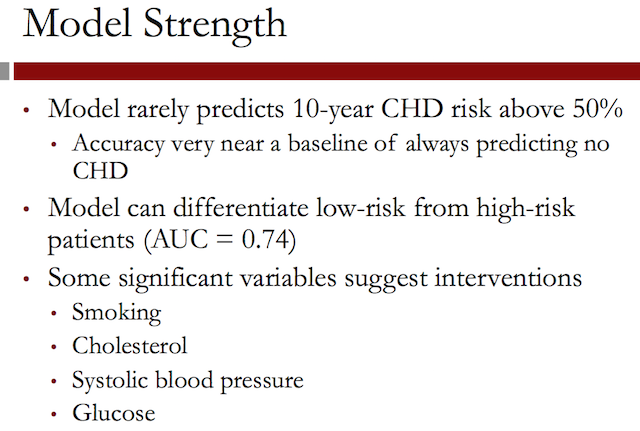 Model Strength
• Model rarely predicts 10-year CHD risk above 50%
• Accuracy very near a baseline of always predicting no
CHD
• Model can differentiate low-risk from high-risk
patients (AUC = 0.74)
• Some significant variables suggest interventions
• Smoking
• Cholesterol
• Systolic blood pressure
• Glucose